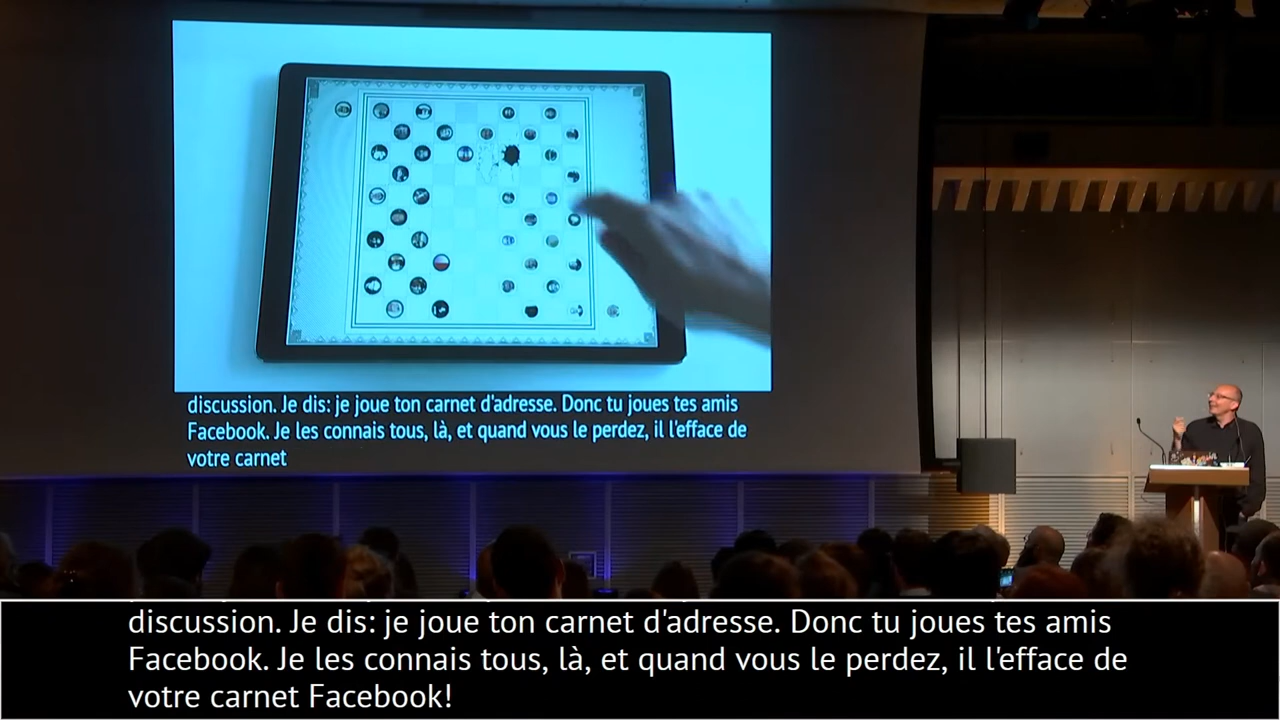 discussion. Je dis: je joue ton carnet d'adresse. Donc tu joues tes amis
Facebook. Je les connais tous, là, et quand vous le perdez, il l'efface de
votre carnet
discussion. Je dis: je joue ton carnet d'adresse. Donc tu joues tes amis
Facebook. Je les connais tous, là, et quand vous le perdez, il l'efface de
votre carnet Facebook!